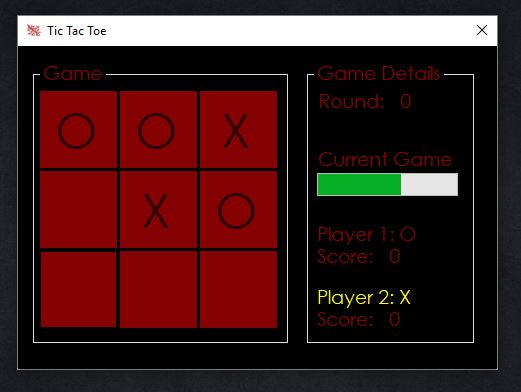 Tic Tac Toe
Game
O O X
X O
Game Details
Round: 0
Current Game
Player 1: O
Score: 0
Player 2: X
Score: 0